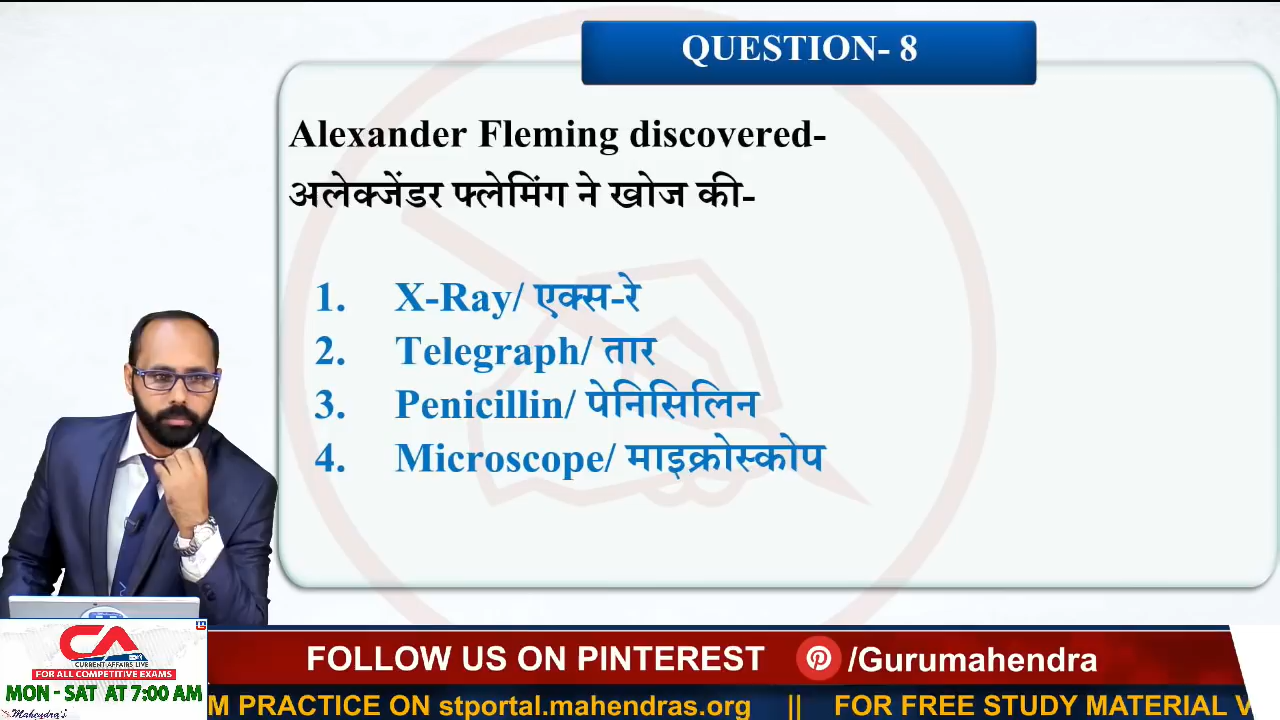 QUESTION- 8
Alexander Fleming discovered-
अलेक्जेंडर फ्लेमिंग ने खोज की-
1. X-Ray/ एक्स-रे
2. Telegraph/ तार
3. Penicillin/ पेनिसिलिन
4. Microscope/ माइक्रोस्कोप
CA
CURRENT AFFAIRS LIVE
FOR ALL COMPETITIVE EXAMS
MON - SAT AT 7:00 AM
Mahendra's
FOLLOW US ON PINTEREST /Gurumahendra
M PRACTICE ON stportal.mahendras.org || FOR FREE STUDY MATERIAL V